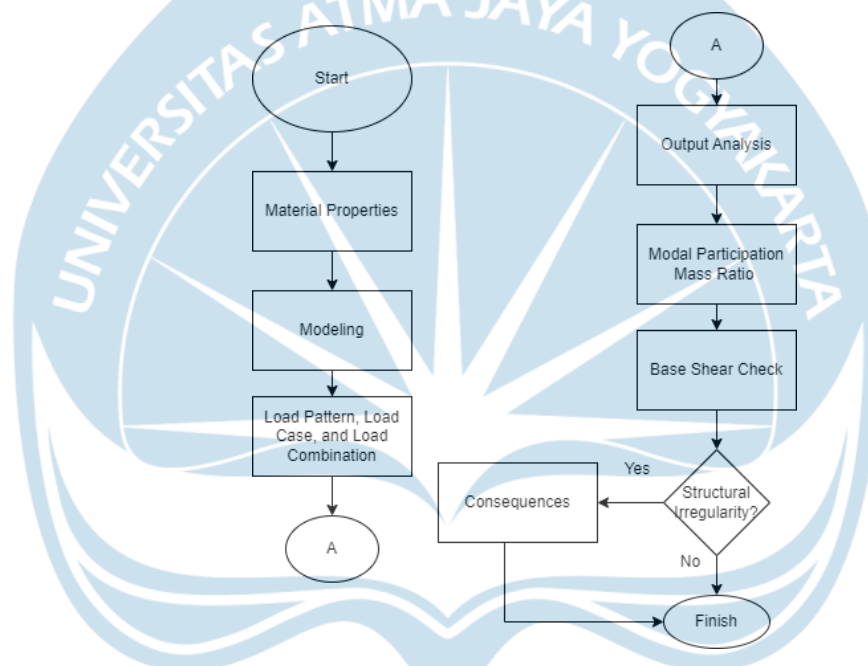 UNIVERSITAS ATMA JAYA YOGYAKARTA
Start
Material Properties
Modeling
Load Pattern, Load
Case, and Load
Combination
A
A
Output Analysis
Modal Participation
Mass Ratio
Base Shear Check
Structural
Irregularity?
Yes
Consequences
No
Finish